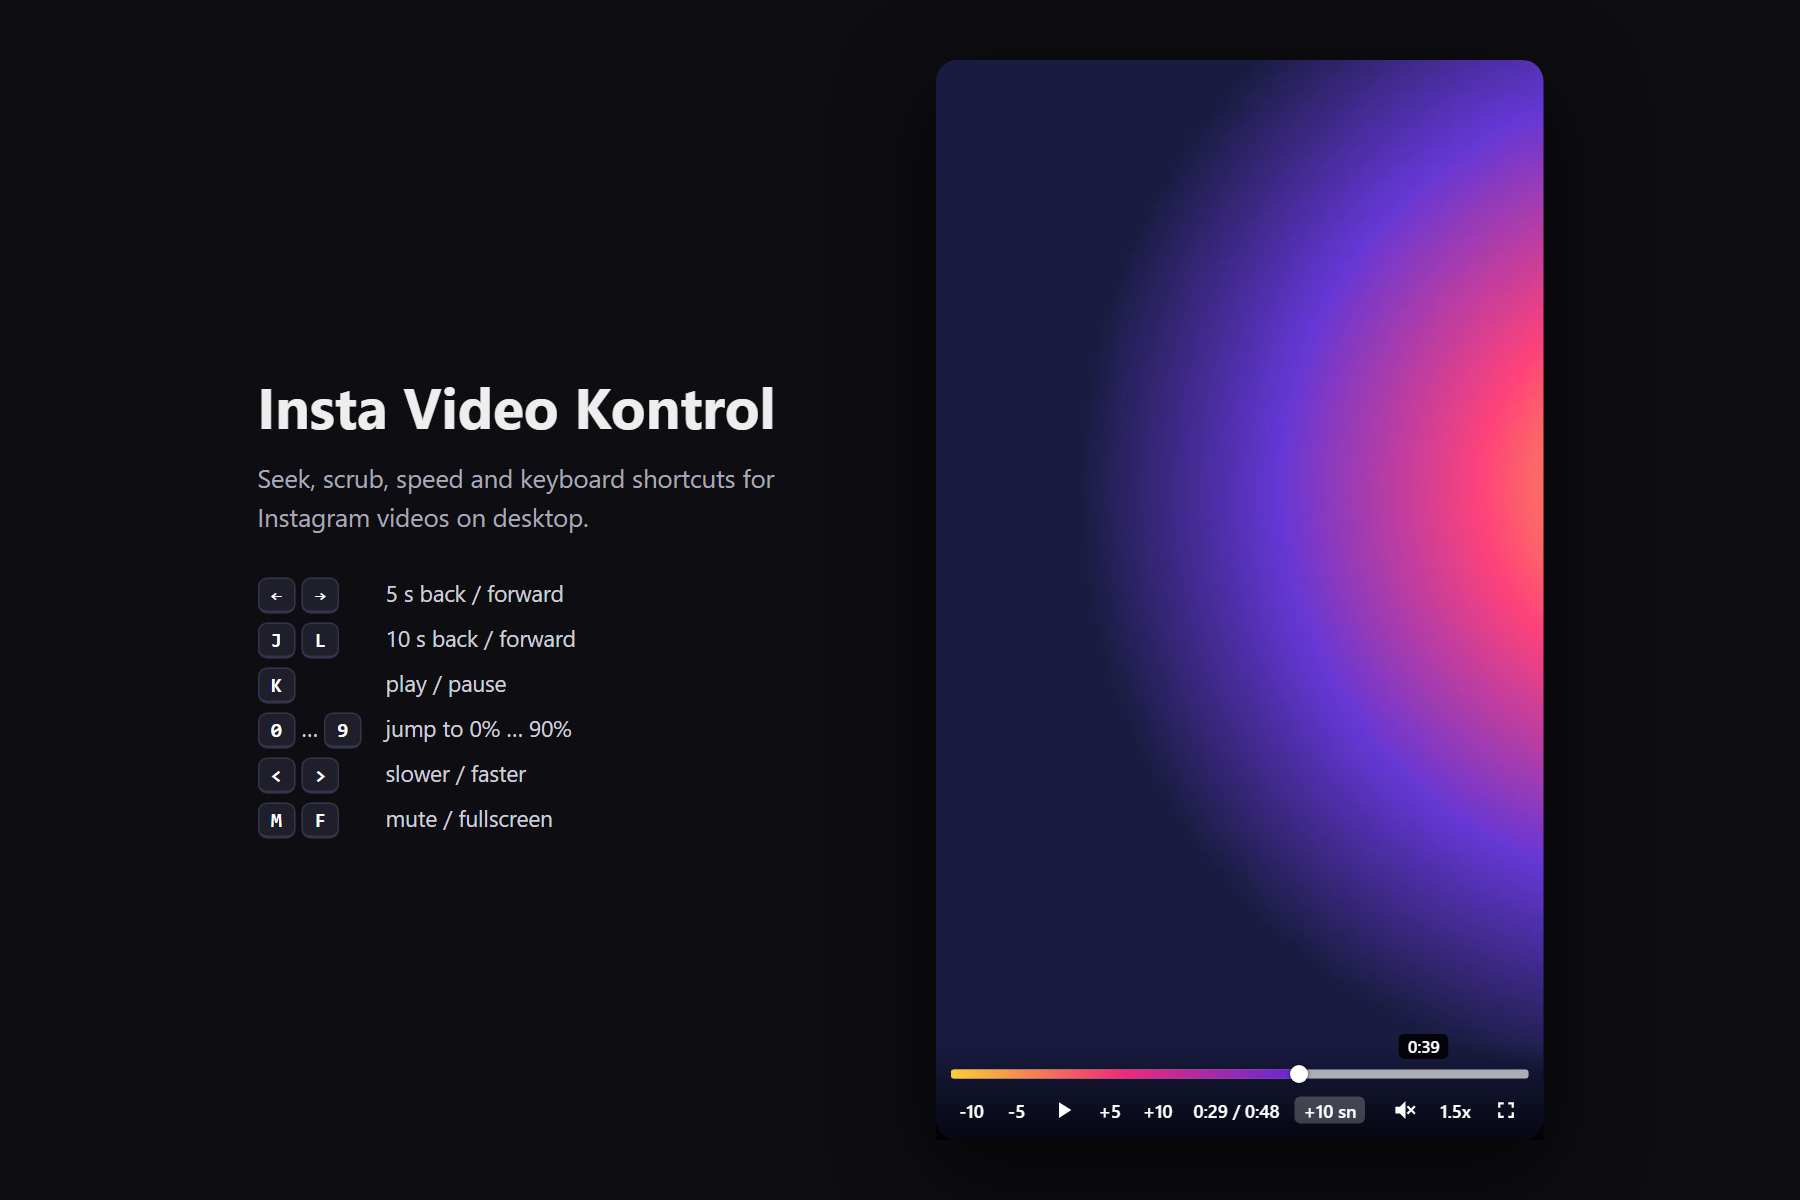 Insta Video Kontrol
Seek, scrub, speed and keyboard shortcuts for
Instagram videos on desktop.
← → 5 s back / forward
J L 10 s back / forward
K play / pause
0 ... 9 jump to 0% ... 90%
< > slower / faster
M F mute / fullscreen
0:39
-10 -5 +5 +10 0:29 / 0:48 +10 sn 1.5x